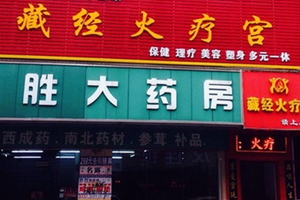 藏经火疗宫
保健 理疗 美容 塑身 多元一体
胜大药房
藏经火疗
请上
西成药、南北药材、参茸 补品
火疗